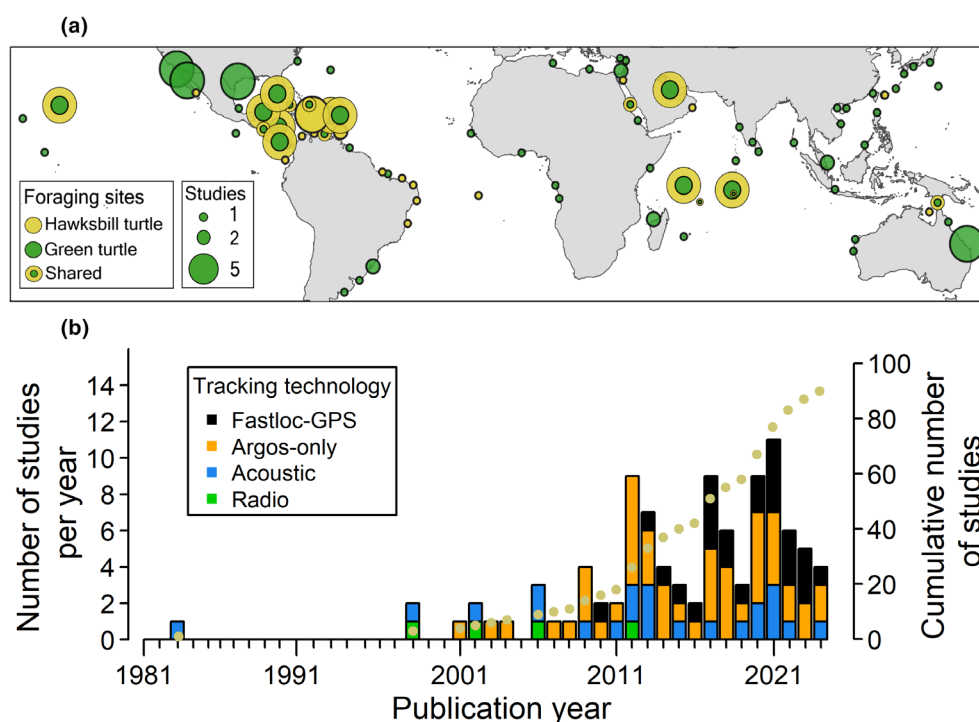 (a)
Foraging sites
Hawksbill turtle
Green turtle
Shared
Studies
1
2
5
(b)
Number of studies
per year
14
12
10
8
6
4
2
0
Tracking technology
Fastloc-GPS
Argos-only
Acoustic
Radio
100
80
60
40
20
0
Cumulative number
of studies
1981 1991 2001 2011 2021
Publication year